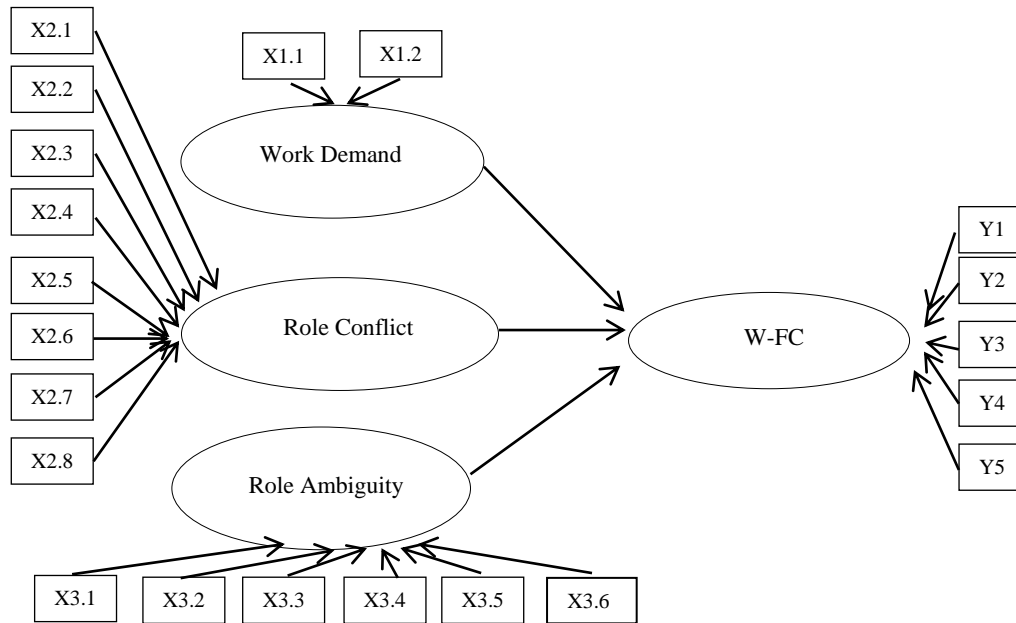 X2.1
X2.2
X2.3
X2.4
X2.5
X2.6
X2.7
X2.8
X1.1
X1.2
Work Demand
Role Conflict
Role Ambiguity
X3.1
X3.2
X3.3
X3.4
X3.5
X3.6
W-FC
Y1
Y2
Y3
Y4
Y5